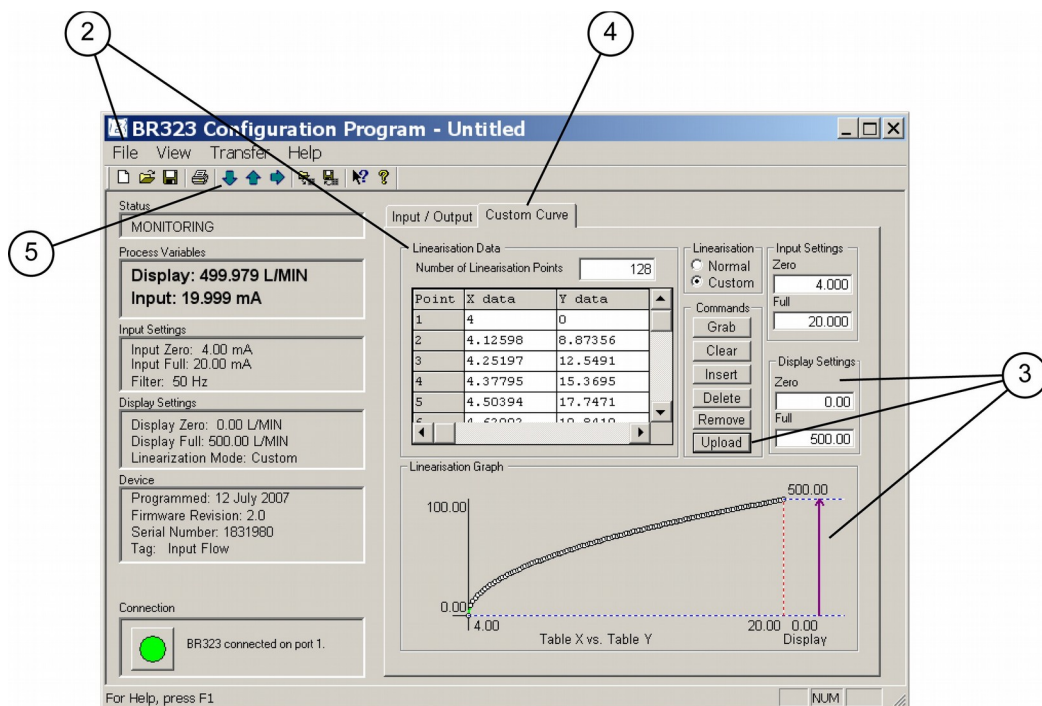 2
4
BR323 Configuration Program - Untitled
File View Transfer Help
Status
MONITORING
5
Process Variables
Display: 499.979 L/MIN
Input: 19.999 mA
Input Settings
Input Zero: 4.00 mA
Input Full: 20.00 mA
Filter: 50 Hz
Display Settings
Display Zero: 0.00 L/MIN
Display Full: 500.00 L/MIN
Linearization Mode: Custom
Device
Programmed: 12 July 2007
Firmware Revision: 2.0
Serial Number: 1831980
Tag: Input Flow
Connection
BR323 connected on port 1.
Input / Output Custom Curve
Linearisation Data
Number of Linearisation Points 128
Point X data Y data
1 4 0
2 4.12598 8.87356
3 4.25197 12.5491
4 4.37795 15.3695
5 4.50394 17.7471
Linearisation
Normal
Custom
Commands
Grab
Clear
Insert
Delete
Remove
Upload
Input Settings
Zero
4.000
Full
20.000
Display Settings
Zero
0.00
Full
500.00
3
Linearisation Graph
500.00
100.00
0.00
4.00 20.00 0.00
Table X vs. Table Y Display
For Help, press F1 NUM